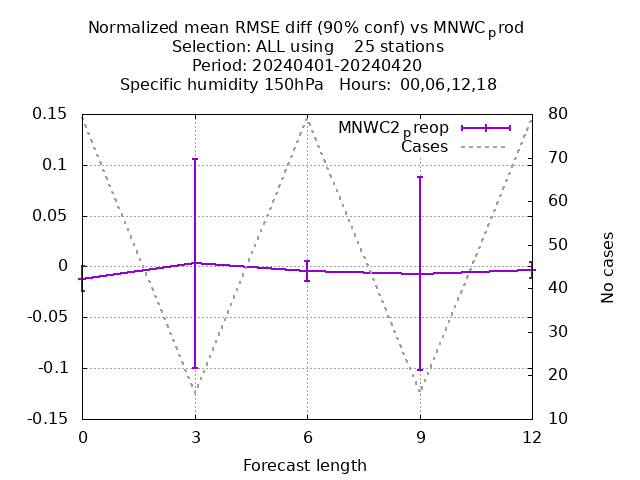 Normalized mean RMSE diff (90% conf) vs MNWCprod
Selection: ALL using 25 stations
Period: 20240401-20240420
Specific humidity 150hPa Hours: 00,06,12,18
MNWC2preop
Cases
0.15
0.1
0.05
0
-0.05
-0.1
-0.15
80
70
60
50
40
30
20
10
No cases
0 3 6 9 12
Forecast length